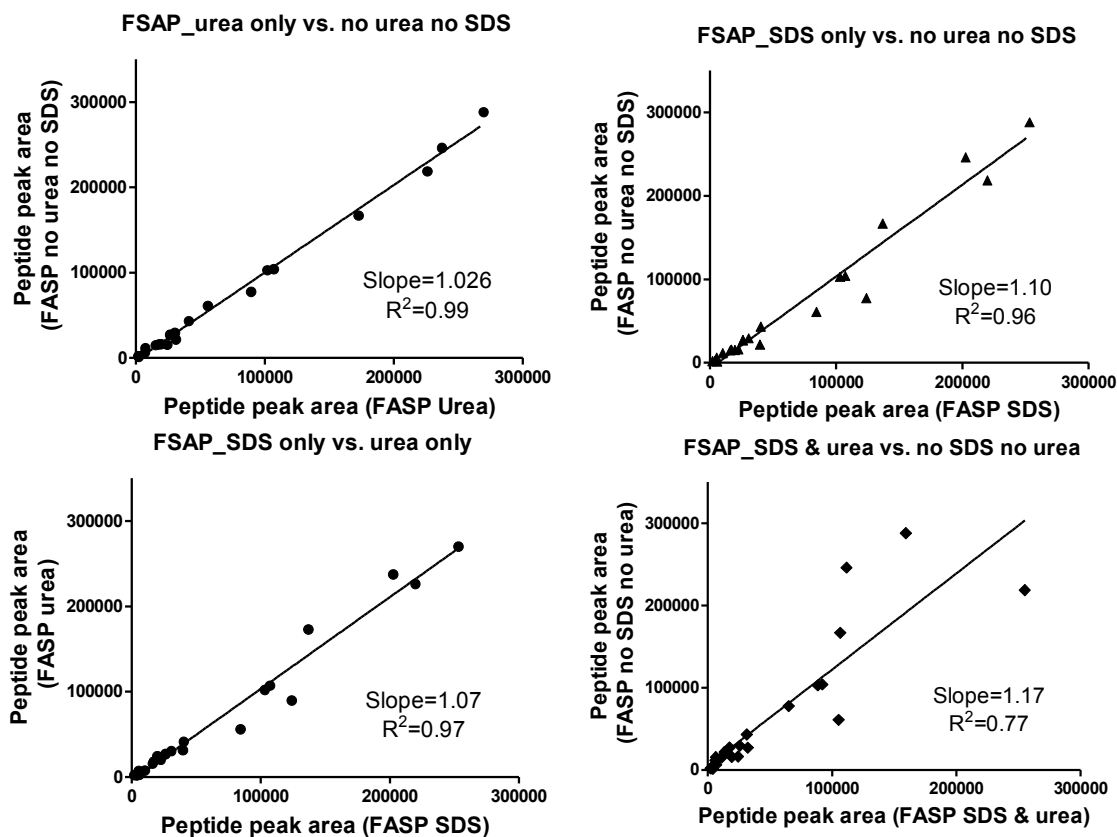 FSAP_urea only vs. no urea no SDS
Peptide peak area
(FASP no urea no SDS)
300000
200000
100000
0
Slope=1.026
R²=0.99
0 100000 200000 300000
Peptide peak area (FASP Urea)
FSAP_SDS only vs. no urea no SDS
Peptide peak area
(FASP no urea no SDS)
300000
200000
100000
0
Slope=1.10
R²=0.96
0 100000 200000 300000
Peptide peak area (FASP SDS)
FSAP_SDS only vs. urea only
Peptide peak area
(FASP urea)
300000
200000
100000
0
Slope=1.07
R²=0.97
0 100000 200000 300000
Peptide peak area (FASP SDS)
FSAP_SDS & urea vs. no SDS no urea
Peptide peak area
(FASP no SDS no urea)
300000
200000
100000
0
Slope=1.17
R²=0.77
0 100000 200000 300000
Peptide peak area (FASP SDS & urea)